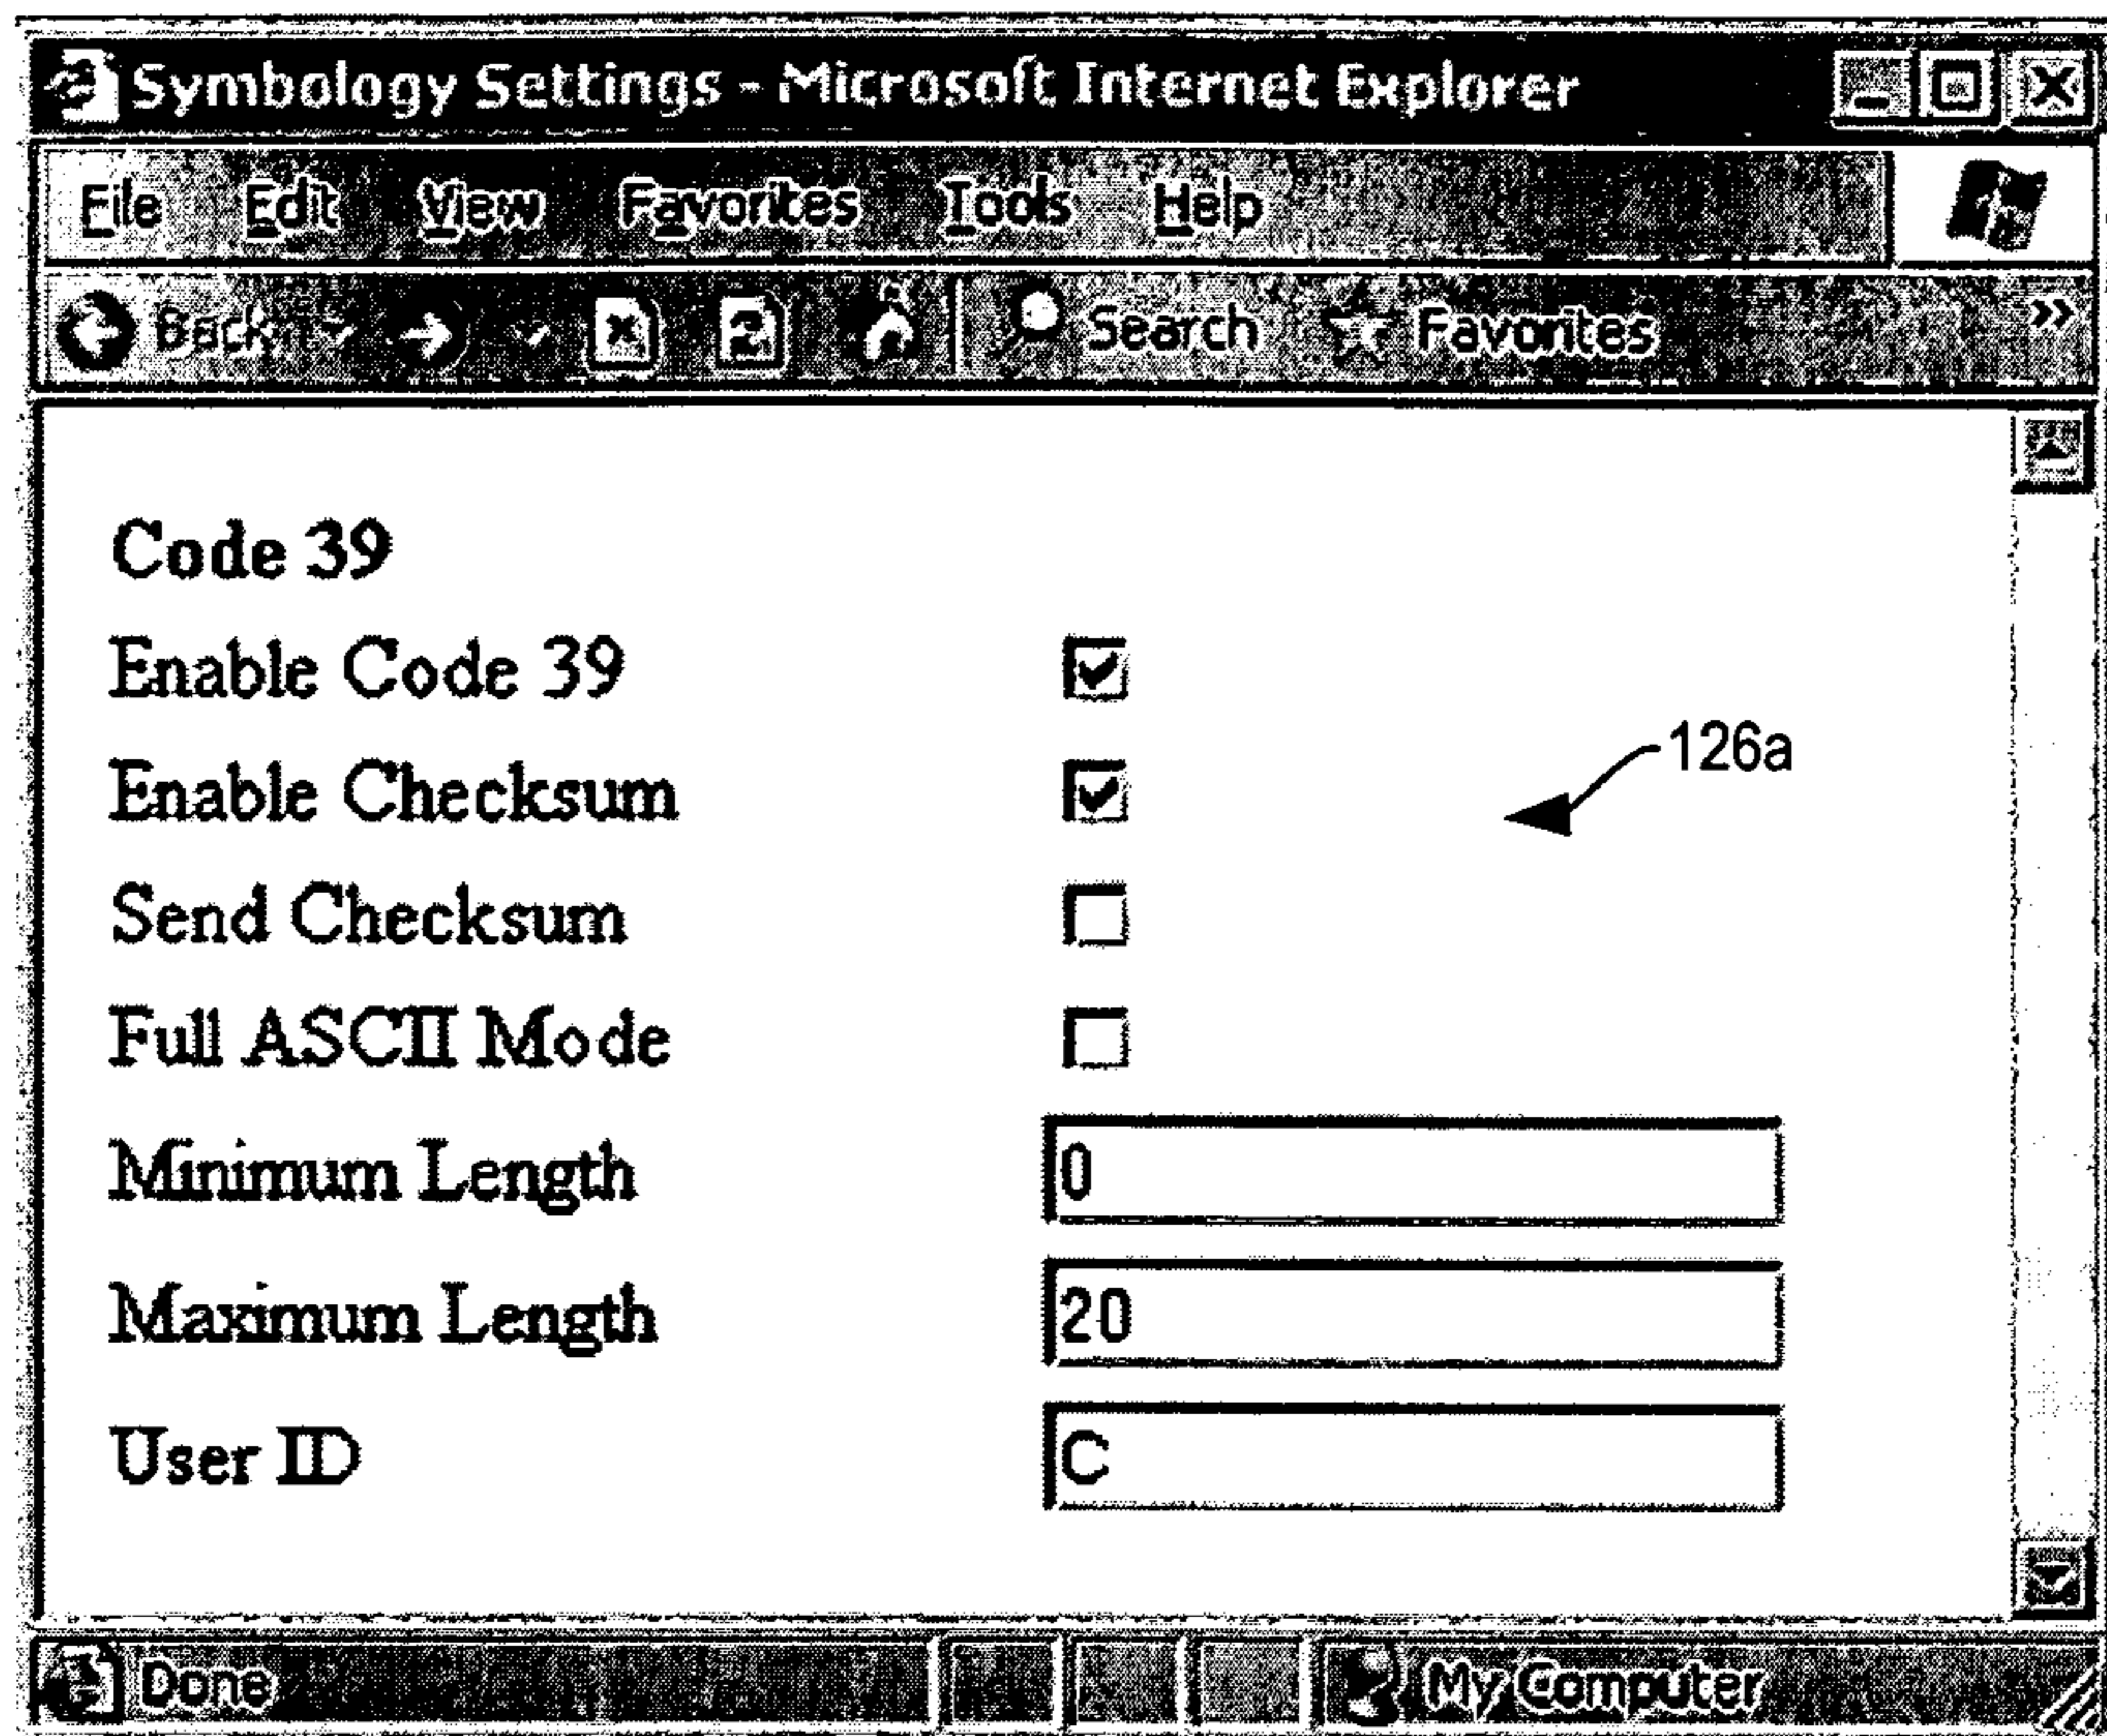 Symbology Settings - Microsoft Internet Explorer
File Edit View Favorites Tools Help
Back Search Favorites »
Code 39
Enable Code 39
Enable Checksum
126a
Send Checksum
Full ASCII Mode
Minimum Length 0
Maximum Length 20
User ID C
Done My Computer